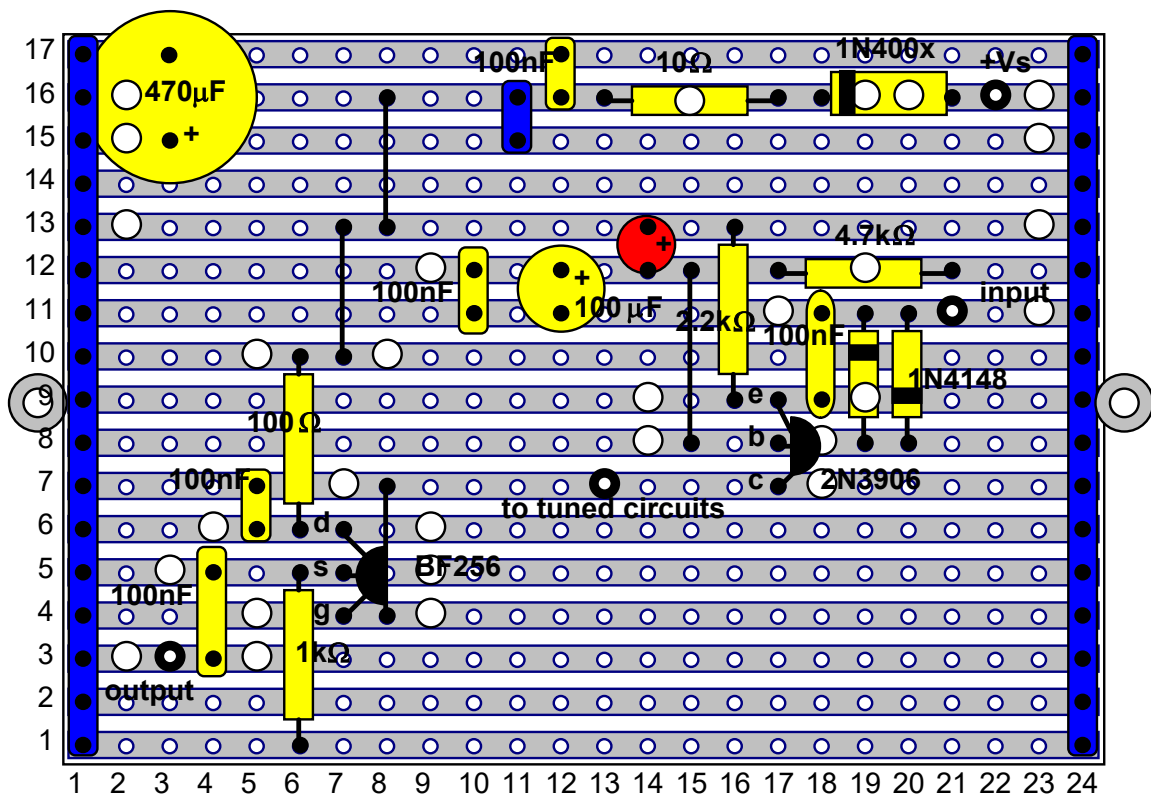 17
100nF
10Ω
1N400x
+Vs
16
470μF
15
+
14
13
4.7kΩ
+
12
100nF
+
100 μF
input
11
2.2kΩ
100nF
10
1N4148
9
e
100Ω
8
b
100nF
7
c
2N3906
to tuned circuits
6
d
5
s
BF256
100nF
4
g
3
1kΩ
output
2
1
1 2 3 4 5 6 7 8 9 10 11 12 13 14 15 16 17 18 19 20 21 22 23 24